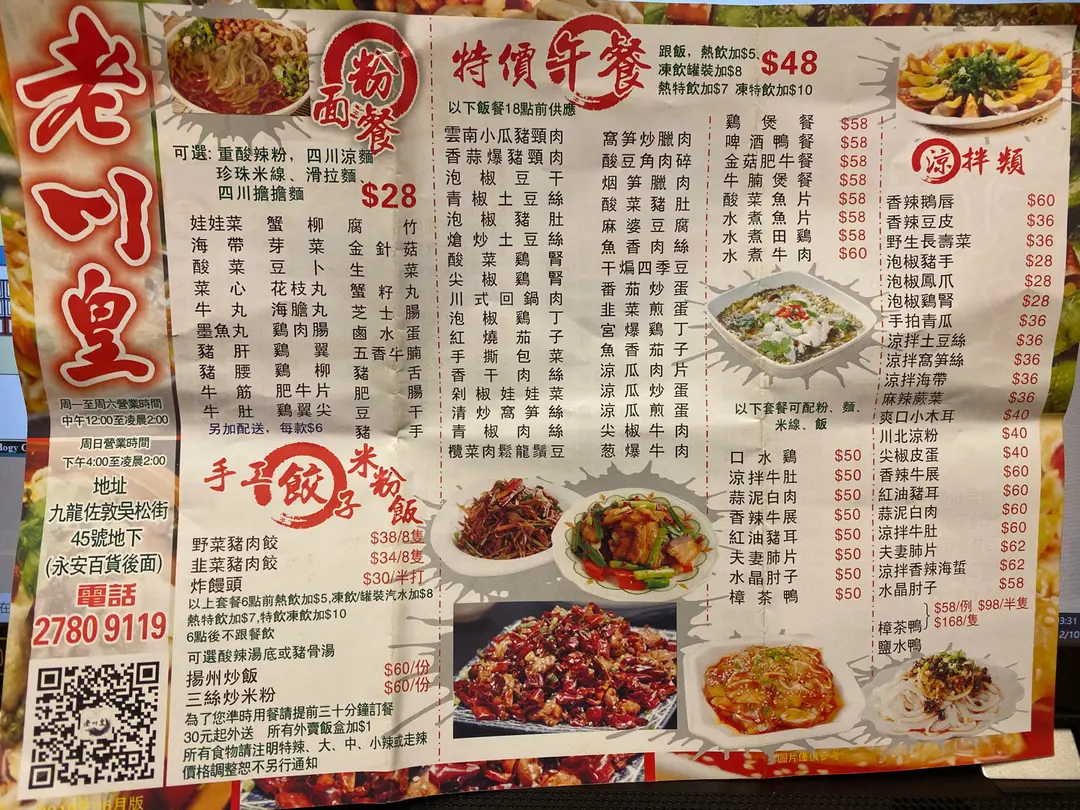 老川皇
周一至周六營業時間
中午12:00至凌晨2:00
周日營業時間
下午4:00至凌晨2:00
地址
九龍佐敦吳松街
45號地下
(永安百貨後面)
電話
2780 9119
粉面餐
可選: 重酸辣粉, 四川涼麵
珍珠米線、滑拉麵、
四川擔擔麵 $28
娃娃菜 蟹柳 腐竹
海帶 芽菜 金針菇
酸菜 豆卜 生菜
菜心 花枝丸 蟹籽丸
牛丸 海膽丸 芝士腸
墨魚丸 雞肉腸 鹵水蛋
豬肝 雞翼 五香牛腩
豬腰 雞柳 豬舌
牛筋 肥牛片 肥腸
牛肚 雞翼尖 豆干
豬手
另加配送，每款$6
手工餃子 米粉飯
野菜豬肉餃 $38/8隻
韭菜豬肉餃 $34/8隻
炸饅頭 $30/半打
以上套餐6點前熱飲加$5,凍飲/罐裝汽水加$8
熱特飲加$7,特飲凍飲加$10
6點後不跟餐飲
可選酸辣湯底或豬骨湯
揚州炒飯 $60/份
三絲炒米粉 $60/份
為了您準時用餐請提前三十分鐘訂餐
30元起外送 所有外賣飯盒加$1
所有食物請注明特辣、大、中、小辣或走辣
價格調整恕不另行通知
特價午餐
跟飯, 熱飲加$5,
凍飲罐裝加$8
熱特飲加$7 凍特飲加$10
$48
以下飯餐18點前供應
雲南小瓜豬頸肉
香蒜爆豬頸肉
泡椒豆干
青椒土豆絲
泡椒豬肚
熗炒土豆絲
酸菜雞腎
尖椒雞腎
川式回鍋肉
泡椒雞丁
紅燒茄子
手撕包菜
香干肉絲
剁椒娃娃菜
清炒窩笋絲
青椒肉絲
欖菜肉鬆龍鬚豆
窩笋炒臘肉
酸豆角肉碎
烟笋臘肉
酸菜豬肚
麻婆豆腐
魚香肉絲
干煸四季豆
番茄炒蛋
韭菜煎蛋
宮爆雞丁
魚香茄子
涼瓜肉片
涼瓜炒蛋
涼瓜煎蛋
尖椒牛肉
葱爆牛肉
雞煲餐 $58
啤酒鴨餐 $58
金菇肥牛餐 $58
牛腩煲餐 $58
酸菜魚片 $58
水煮魚片 $58
水煮田雞 $58
水煮牛肉 $60
以下套餐可配粉、麵、
米線、飯
口水鷄 $50
涼拌牛肚 $50
蒜泥白肉 $50
香辣牛展 $50
紅油豬耳 $50
夫妻肺片 $50
水晶肘子 $50
樟茶鴨 $50
涼拌類
香辣鵝唇 $60
香辣豆皮 $36
野生長壽菜 $36
泡椒豬手 $28
泡椒鳳爪 $28
泡椒鷄腎 $28
手拍青瓜 $36
涼拌土豆絲 $36
涼拌窩笋絲 $36
涼拌海帶 $36
麻辣蕨菜 $36
爽口小木耳 $40
川北涼粉 $40
尖椒皮蛋 $40
香辣牛展 $60
紅油豬耳 $60
蒜泥白肉 $60
涼拌牛肚 $60
夫妻肺片 $62
涼拌香辣海蜇 $62
水晶肘子 $58
樟茶鴨 $58/例 $98/半隻
鹽水鴨 $168/隻
圖片僅供參考